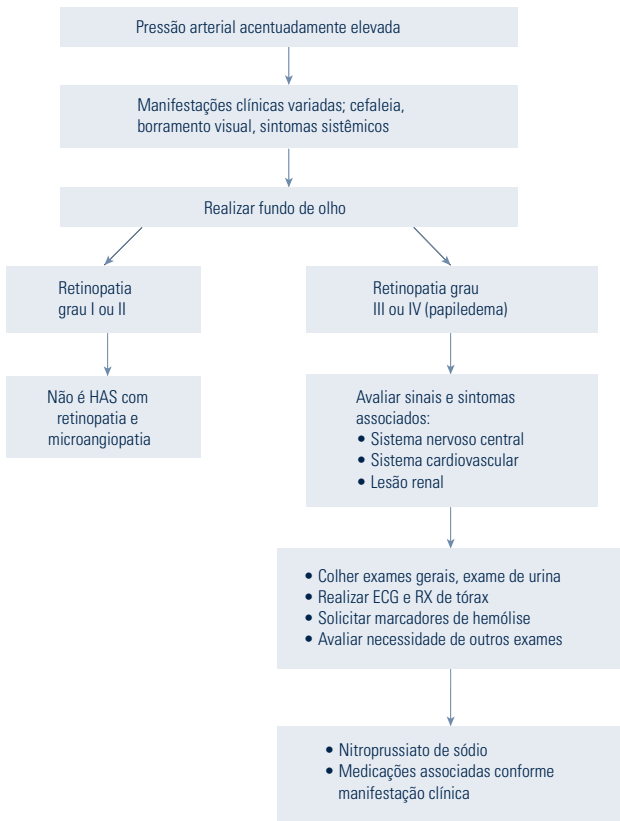 Pressão arterial acentuadamente elevada
Manifestações clínicas variadas; cefaleia,
borramento visual, sintomas sistêmicos
Realizar fundo de olho
Retinopatia
grau I ou II
Não é HAS com
retinopatia e
microangiopatia
Retinopatia grau
III ou IV (papiledema)
Avaliar sinais e sintomas
associados:
• Sistema nervoso central
• Sistema cardiovascular
• Lesão renal
• Colher exames gerais, exame de urina
• Realizar ECG e RX de tórax
• Solicitar marcadores de hemólise
• Avaliar necessidade de outros exames
• Nitroprussiato de sódio
• Medicações associadas conforme
manifestação clínica